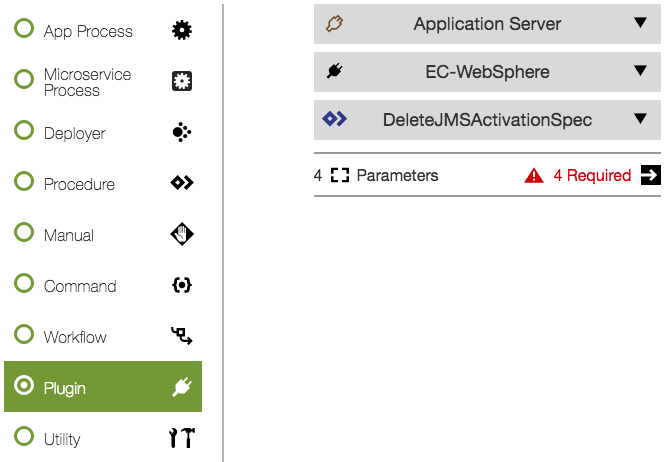 App Process
Microservice
Process
Deployer
Procedure
Manual
Command
Workflow
Plugin
Utility
Application Server
EC-WebSphere
DeleteJMSActivationSpec
4 Parameters 4 Required